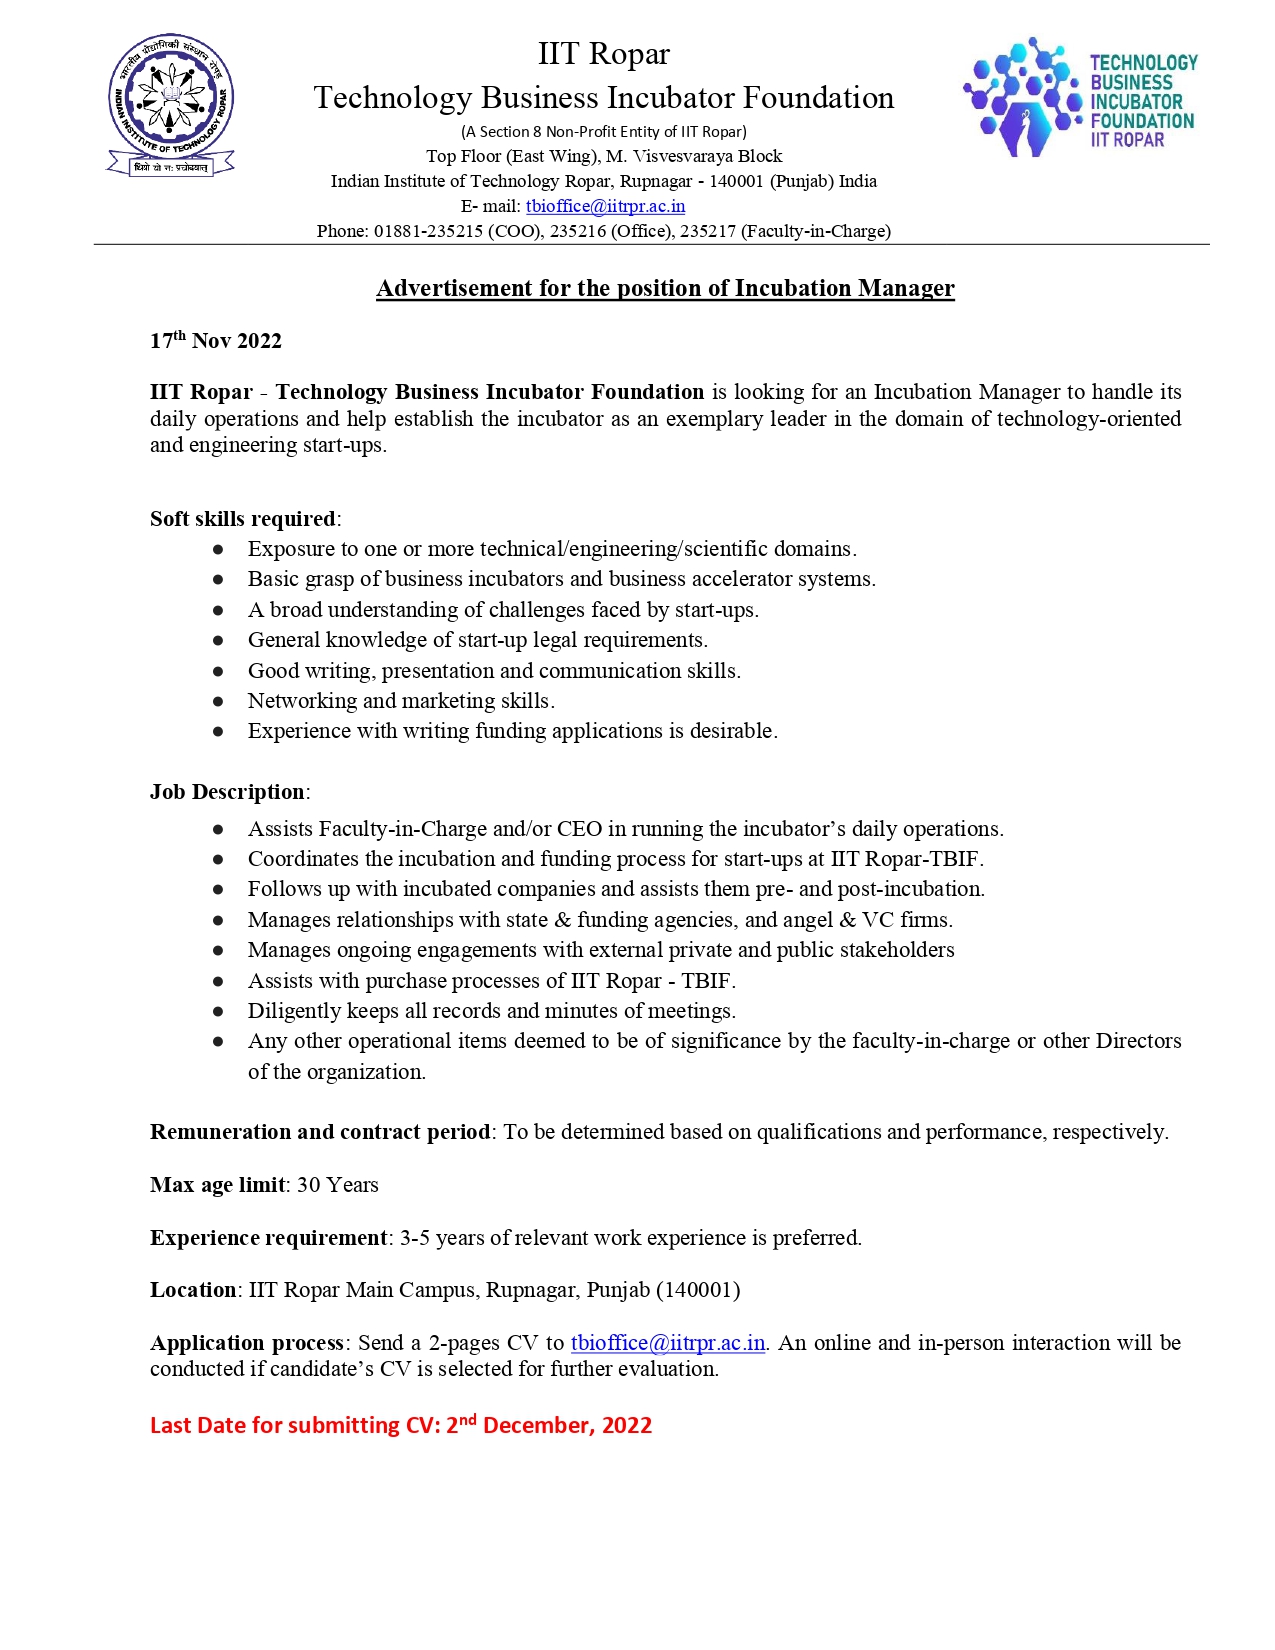 भारतीय प्रौद्योगिकी संस्थान रोपड़
INDIAN INSTITUTE OF TECHNOLOGY ROPAR
धियो यो नः प्रचोदयात्
IIT Ropar
Technology Business Incubator Foundation
(A Section 8 Non-Profit Entity of IIT Ropar)
Top Floor (East Wing), M. Visvesvaraya Block
Indian Institute of Technology Ropar, Rupnagar - 140001 (Punjab) India
E- mail: tbioffice@iitrpr.ac.in
Phone: 01881-235215 (COO), 235216 (Office), 235217 (Faculty-in-Charge)
TECHNOLOGY
BUSINESS
INCUBATOR
FOUNDATION
IIT ROPAR
Advertisement for the position of Incubation Manager
17th Nov 2022
IIT Ropar - Technology Business Incubator Foundation is looking for an Incubation Manager to handle its
daily operations and help establish the incubator as an exemplary leader in the domain of technology-oriented
and engineering start-ups.
Soft skills required:
● Exposure to one or more technical/engineering/scientific domains.
● Basic grasp of business incubators and business accelerator systems.
● A broad understanding of challenges faced by start-ups.
● General knowledge of start-up legal requirements.
● Good writing, presentation and communication skills.
● Networking and marketing skills.
● Experience with writing funding applications is desirable.
Job Description:
● Assists Faculty-in-Charge and/or CEO in running the incubator’s daily operations.
● Coordinates the incubation and funding process for start-ups at IIT Ropar-TBIF.
● Follows up with incubated companies and assists them pre- and post-incubation.
● Manages relationships with state & funding agencies, and angel & VC firms.
● Manages ongoing engagements with external private and public stakeholders
● Assists with purchase processes of IIT Ropar - TBIF.
● Diligently keeps all records and minutes of meetings.
● Any other operational items deemed to be of significance by the faculty-in-charge or other Directors
of the organization.
Remuneration and contract period: To be determined based on qualifications and performance, respectively.
Max age limit: 30 Years
Experience requirement: 3-5 years of relevant work experience is preferred.
Location: IIT Ropar Main Campus, Rupnagar, Punjab (140001)
Application process: Send a 2-pages CV to tbioffice@iitrpr.ac.in. An online and in-person interaction will be
conducted if candidate’s CV is selected for further evaluation.
Last Date for submitting CV: 2nd December, 2022